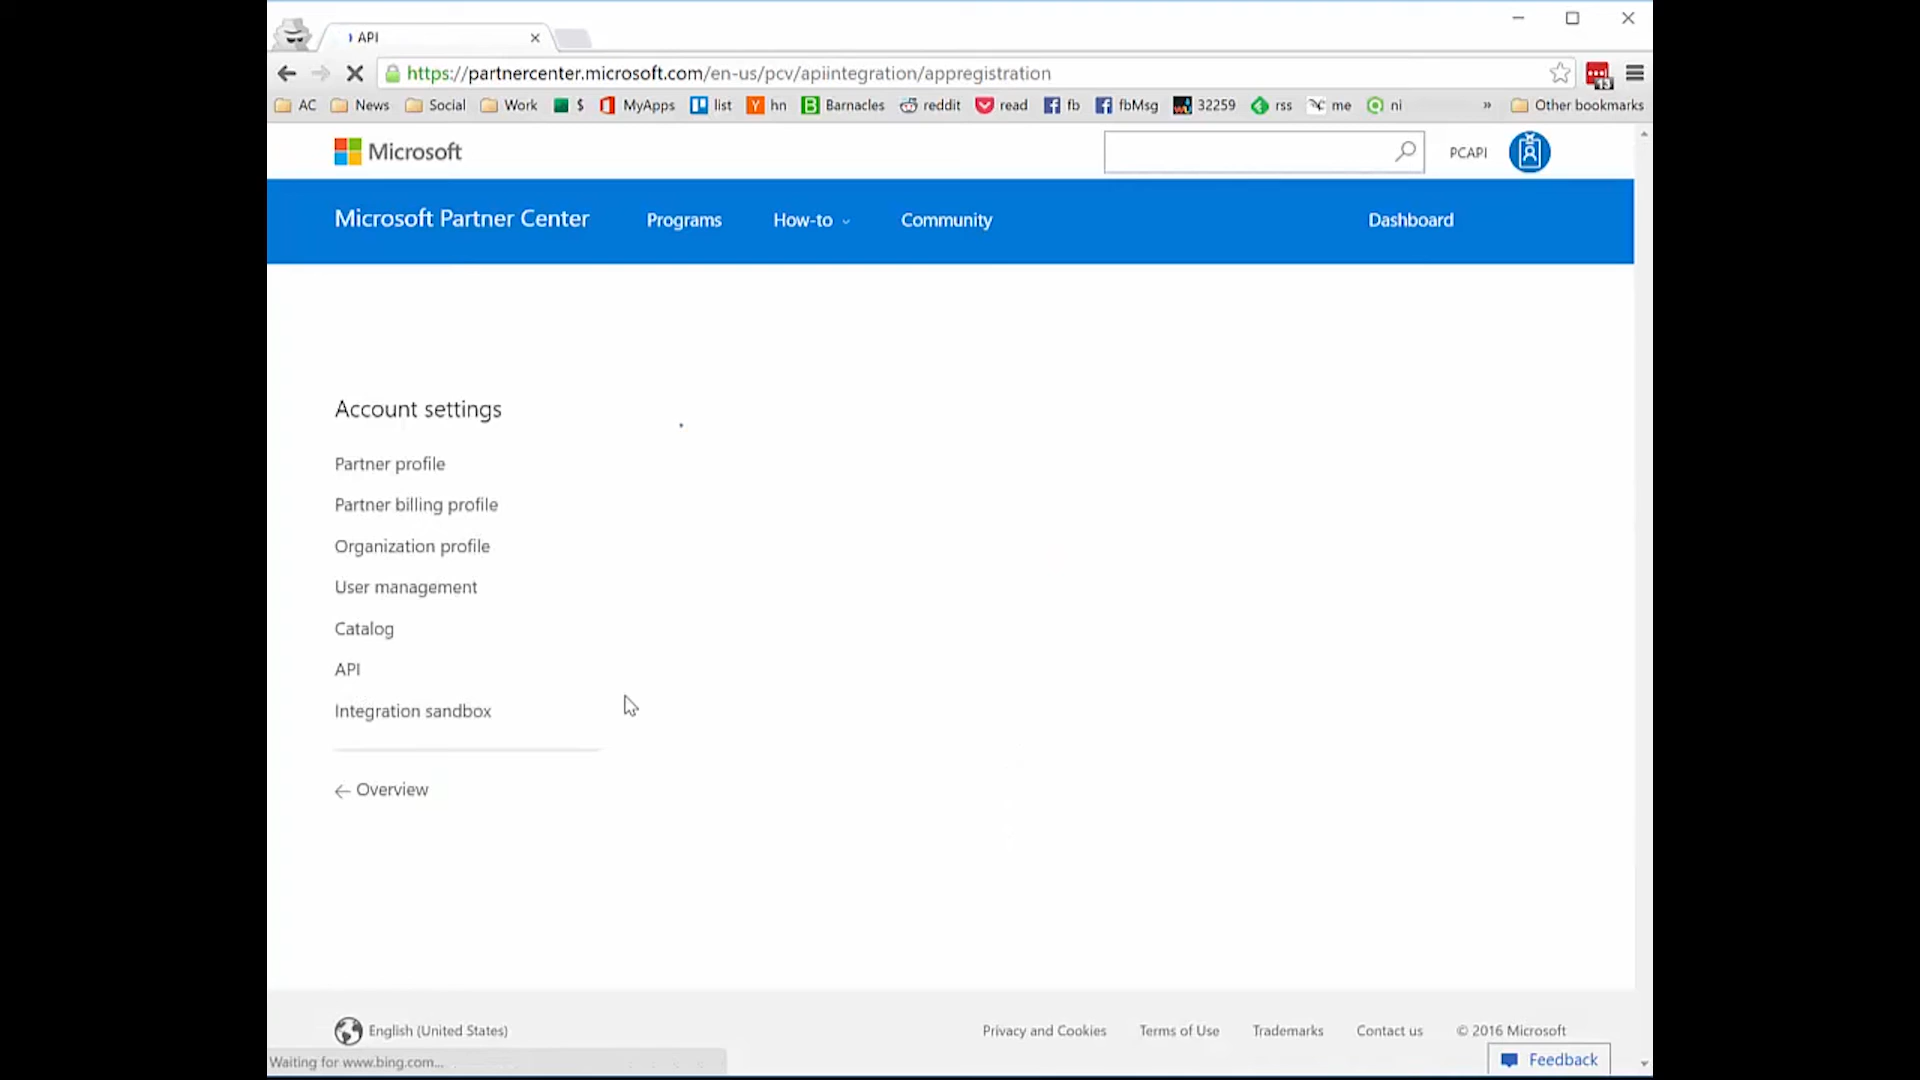 API
https://partnercenter.microsoft.com/en-us/pcv/apiintegration/appregistration
AC News Social Work $ MyApps list hn Barnacles reddit read fb fbMsg 32259 rss me ni » Other bookmarks
13
Microsoft
PCAPI
Microsoft Partner Center Programs How-to Community Dashboard
Account settings
Partner profile
Partner billing profile
Organization profile
User management
Catalog
API
Integration sandbox
← Overview
English (United States) Privacy and Cookies Terms of Use Trademarks Contact us © 2016 Microsoft
Waiting for www.bing.com...
Feedback